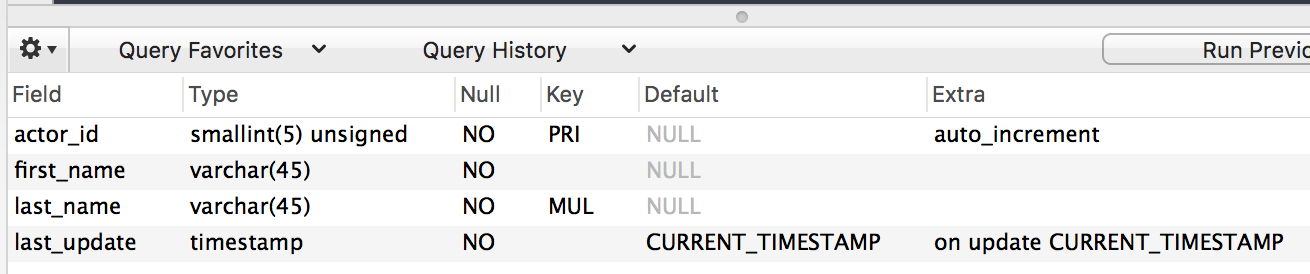 Query Favorites Query History Run Previo
Field Type Null Key Default Extra
actor_id smallint(5) unsigned NO PRI NULL auto_increment
first_name varchar(45) NO NULL
last_name varchar(45) NO MUL NULL
last_update timestamp NO CURRENT_TIMESTAMP on update CURRENT_TIMESTAMP